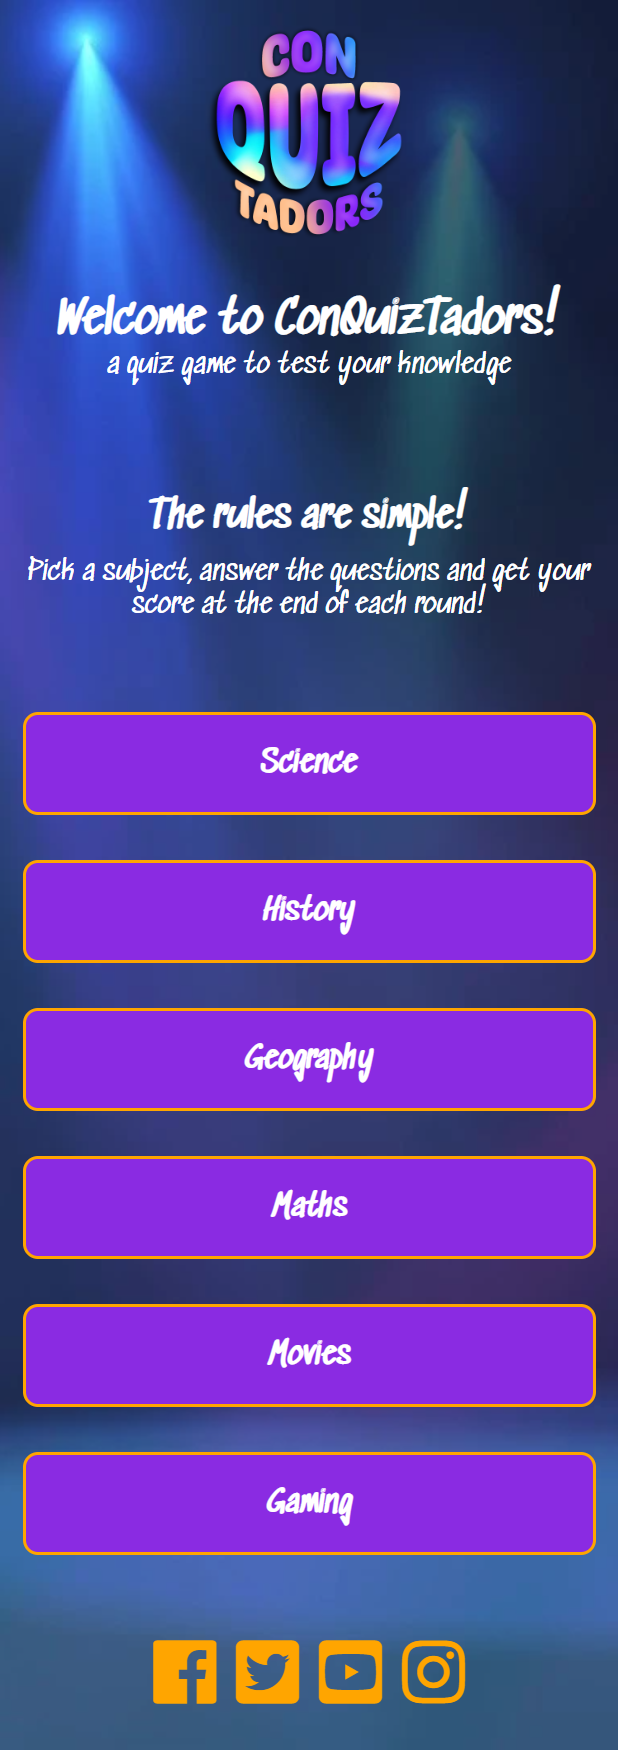 CON
QUIZ
TADORS
Welcome to ConQuizTadors!
a quiz game to test your knowledge
The rules are simple!
Pick a subject, answer the questions and get your
score at the end of each round!
Science
History
Geography
Maths
Movies
Gaming